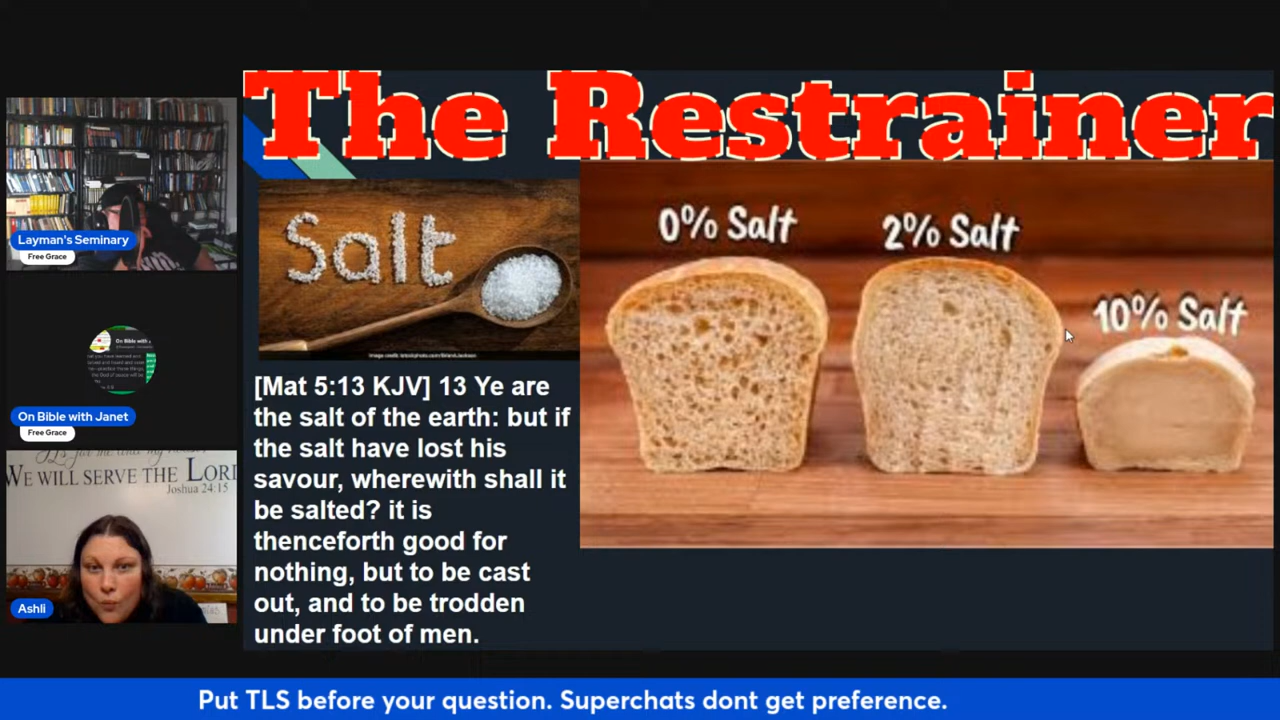 The Restrainer
Salt
0% Salt
2% Salt
10% Salt
[Mat 5:13 KJV] 13 Ye are
the salt of the earth: but if
the salt have lost his
savour, wherewith shall it
be salted? it is
thenceforth good for
nothing, but to be cast
out, and to be trodden
under foot of men.
Layman's Seminary
Free Grace
On Bible with
On Bible with Janet
Free Grace
WE WILL SERVE THE LORD
Joshua 24:15
Ashli
Put TLS before your question. Superchats dont get preference.